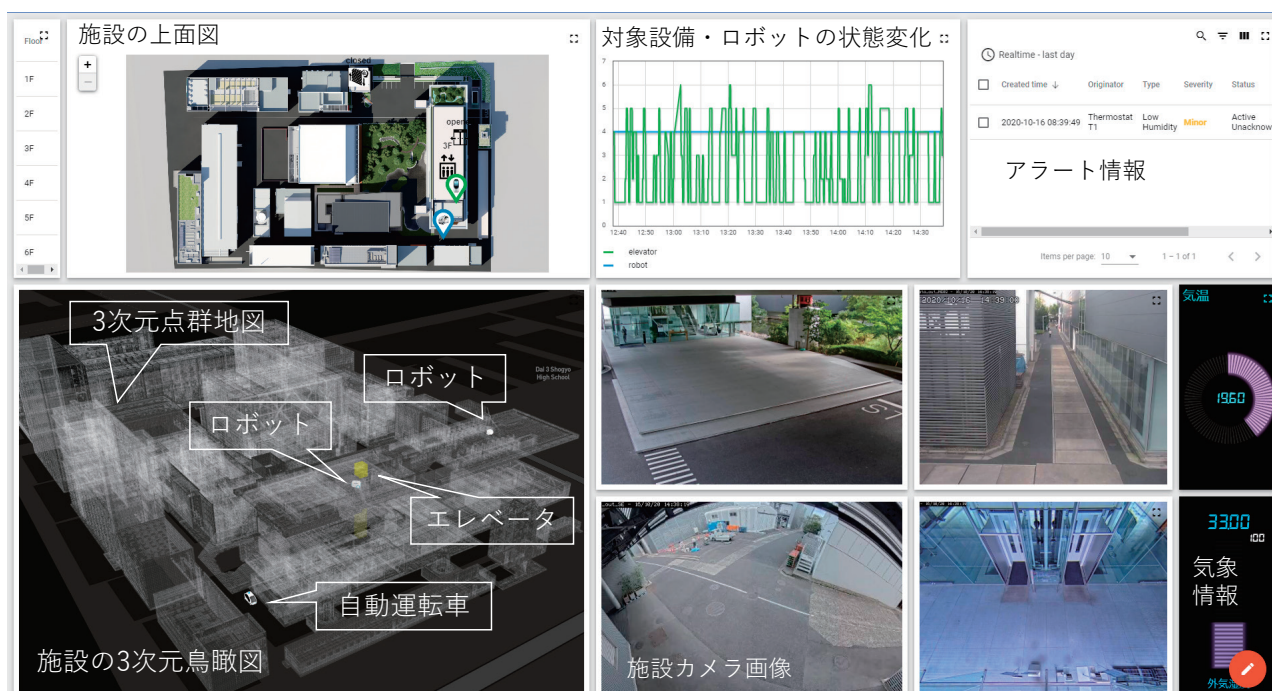 Floor
1F
2F
3F
4F
5F
6F
施設の上面図
+
−
closed
open
3F
対象設備・ロボットの状態変化
7
6
5
4
3
2
1
0
12:40 12:50 13:00 13:10 13:20 13:30 13:40 13:50 14:00 14:10 14:20 14:30
elevator
robot
Realtime - last day
Created time ↓ Originator Type Severity Status
2020-10-16 08:39:49 Thermostat T1 Low Humidity Minor Active Unacknow
アラート情報
Items per page: 10 1 – 1 of 1
3次元点群地図
ロボット
Dai 3 Shogyo
High School
ロボット
エレベータ
自動運転車
施設の3次元鳥瞰図
ST
2020/10/16 14:39:00
施設カメラ画像
気温
19.60
33.00
100
気象
情報
外気湿